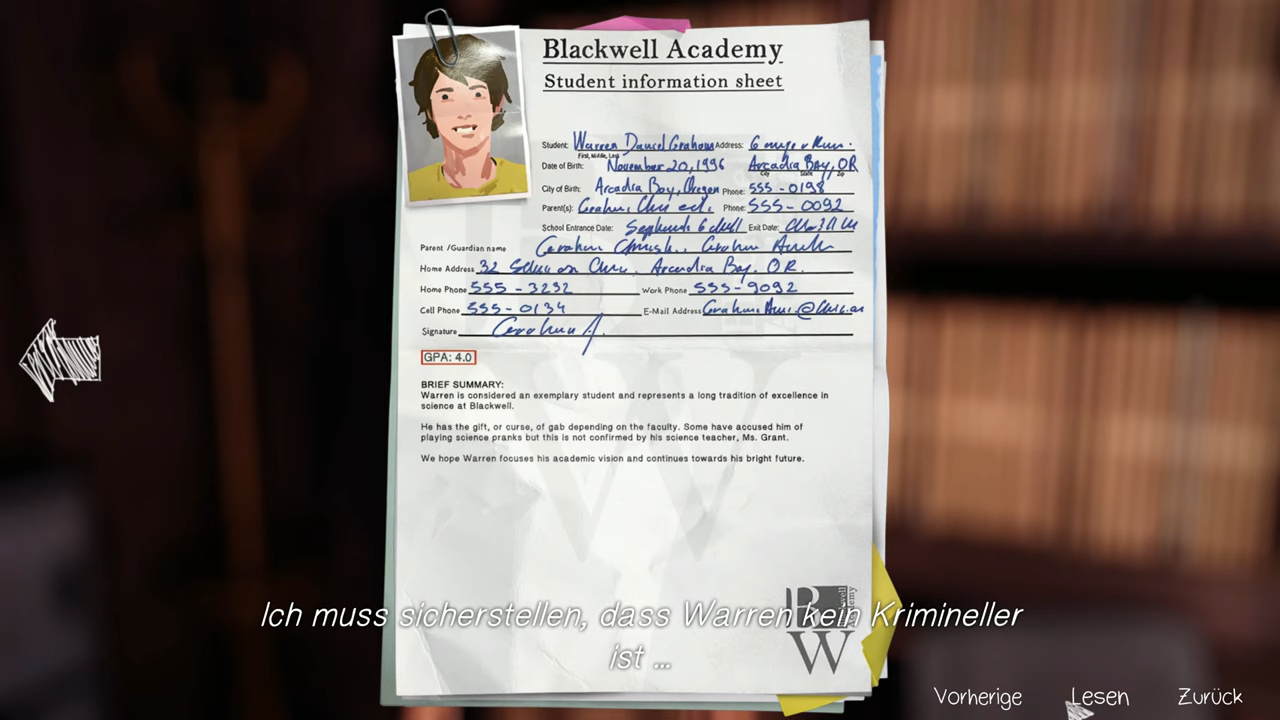 Blackwell Academy
Student information sheet
Student: Warren Daniel Graham Address:
First, Middle, Last
Date of Birth: November 20, 1996 Arcadia Bay, OR
City State Zip
City of Birth: Arcadia Bay, Oregon Phone: 555-0198
Parent(s): Phone: 555-0092
School Entrance Date: Exit Date:
Parent /Guardian name Graham
Home Address 32 Arcadia Bay, OR.
Home Phone 555-3232 Work Phone 555-9092
Cell Phone 555-0134 E-Mail Address
Signature Graham A.
GPA: 4.0
BRIEF SUMMARY:
Warren is considered an exemplary student and represents a long tradition of excellence in
science at Blackwell.
He has the gift, or curse, of gab depending on the faculty. Some have accused him of
playing science pranks but this is not confirmed by his science teacher, Ms. Grant.
We hope Warren focuses his academic vision and continues towards his bright future.
Blackwell
Academy
B
W
Ich muss sicherstellen, dass Warren kein Krimineller
ist ...
Vorherige Lesen Zurück